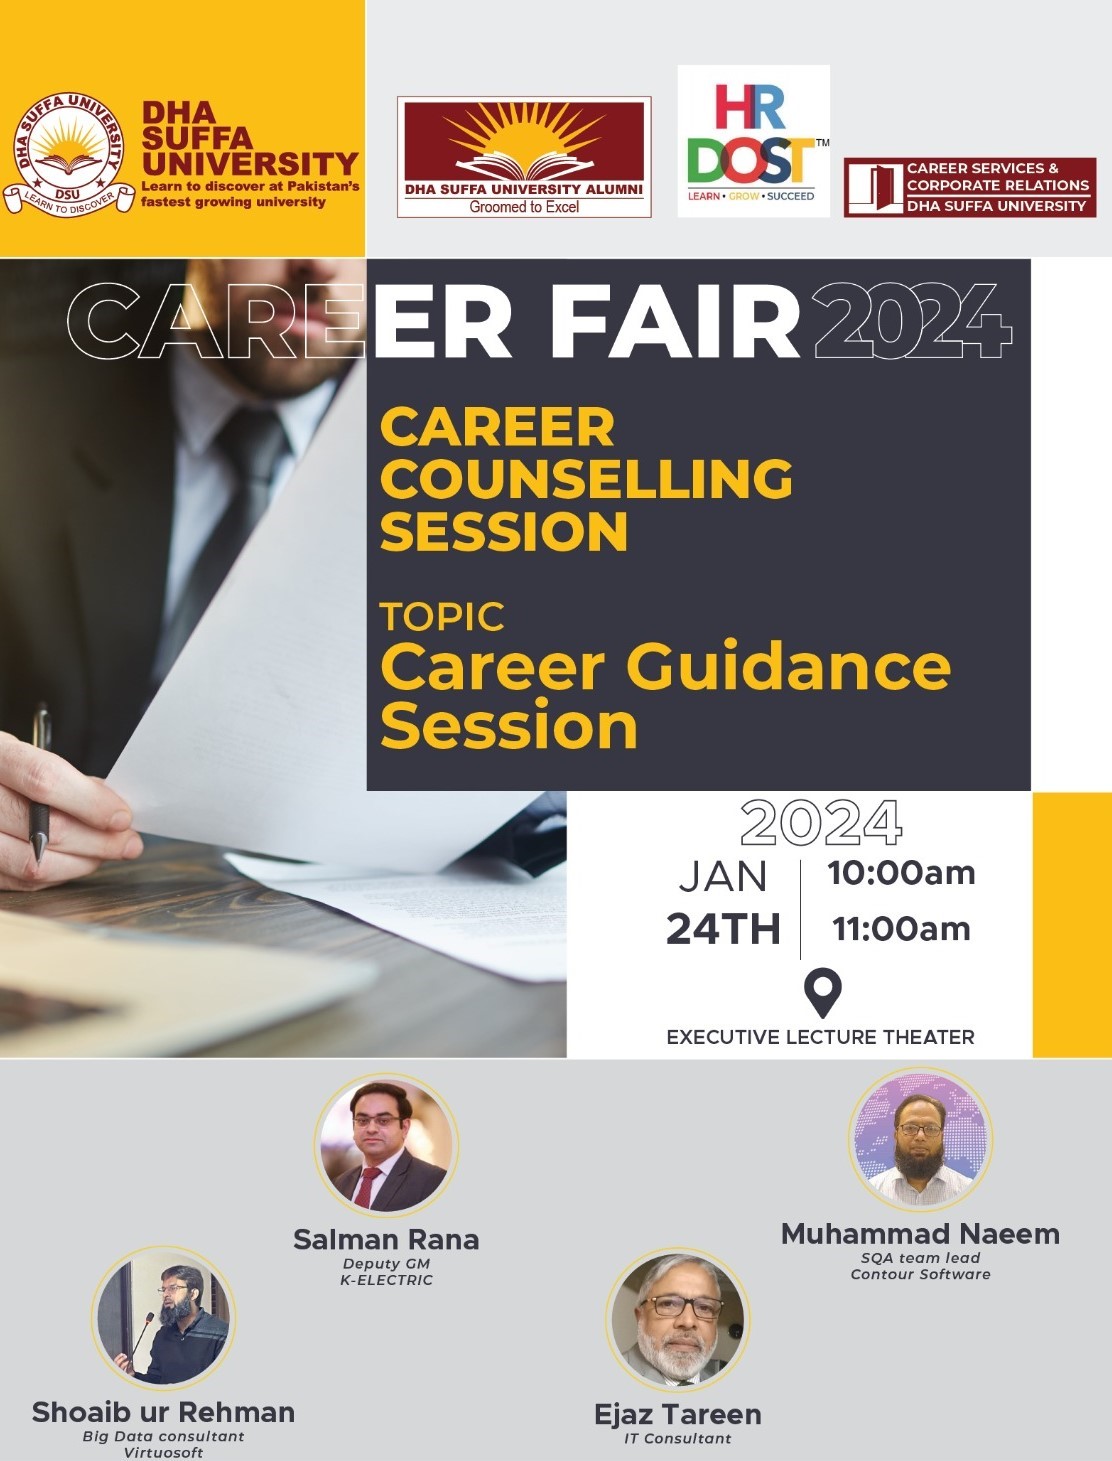 DHA SUFFA UNIVERSITY
DSU
LEARN TO DISCOVER
DHA
SUFFA
UNIVERSITY
Learn to discover at Pakistan's
fastest growing university
DHA SUFFA UNIVERSITY ALUMNI
Groomed to Excel
HR
DOST™
LEARN • GROW • SUCCEED
CAREER SERVICES &
CORPORATE RELATIONS
DHA SUFFA UNIVERSITY
CAREER FAIR 2024
CAREER
COUNSELLING
SESSION
TOPIC
Career Guidance
Session
2024
JAN
24TH
10:00am
11:00am
EXECUTIVE LECTURE THEATER
Salman Rana
Deputy GM
K-ELECTRIC
Muhammad Naeem
SQA team lead
Contour Software
Shoaib ur Rehman
Big Data consultant
Virtuosoft
Ejaz Tareen
IT Consultant